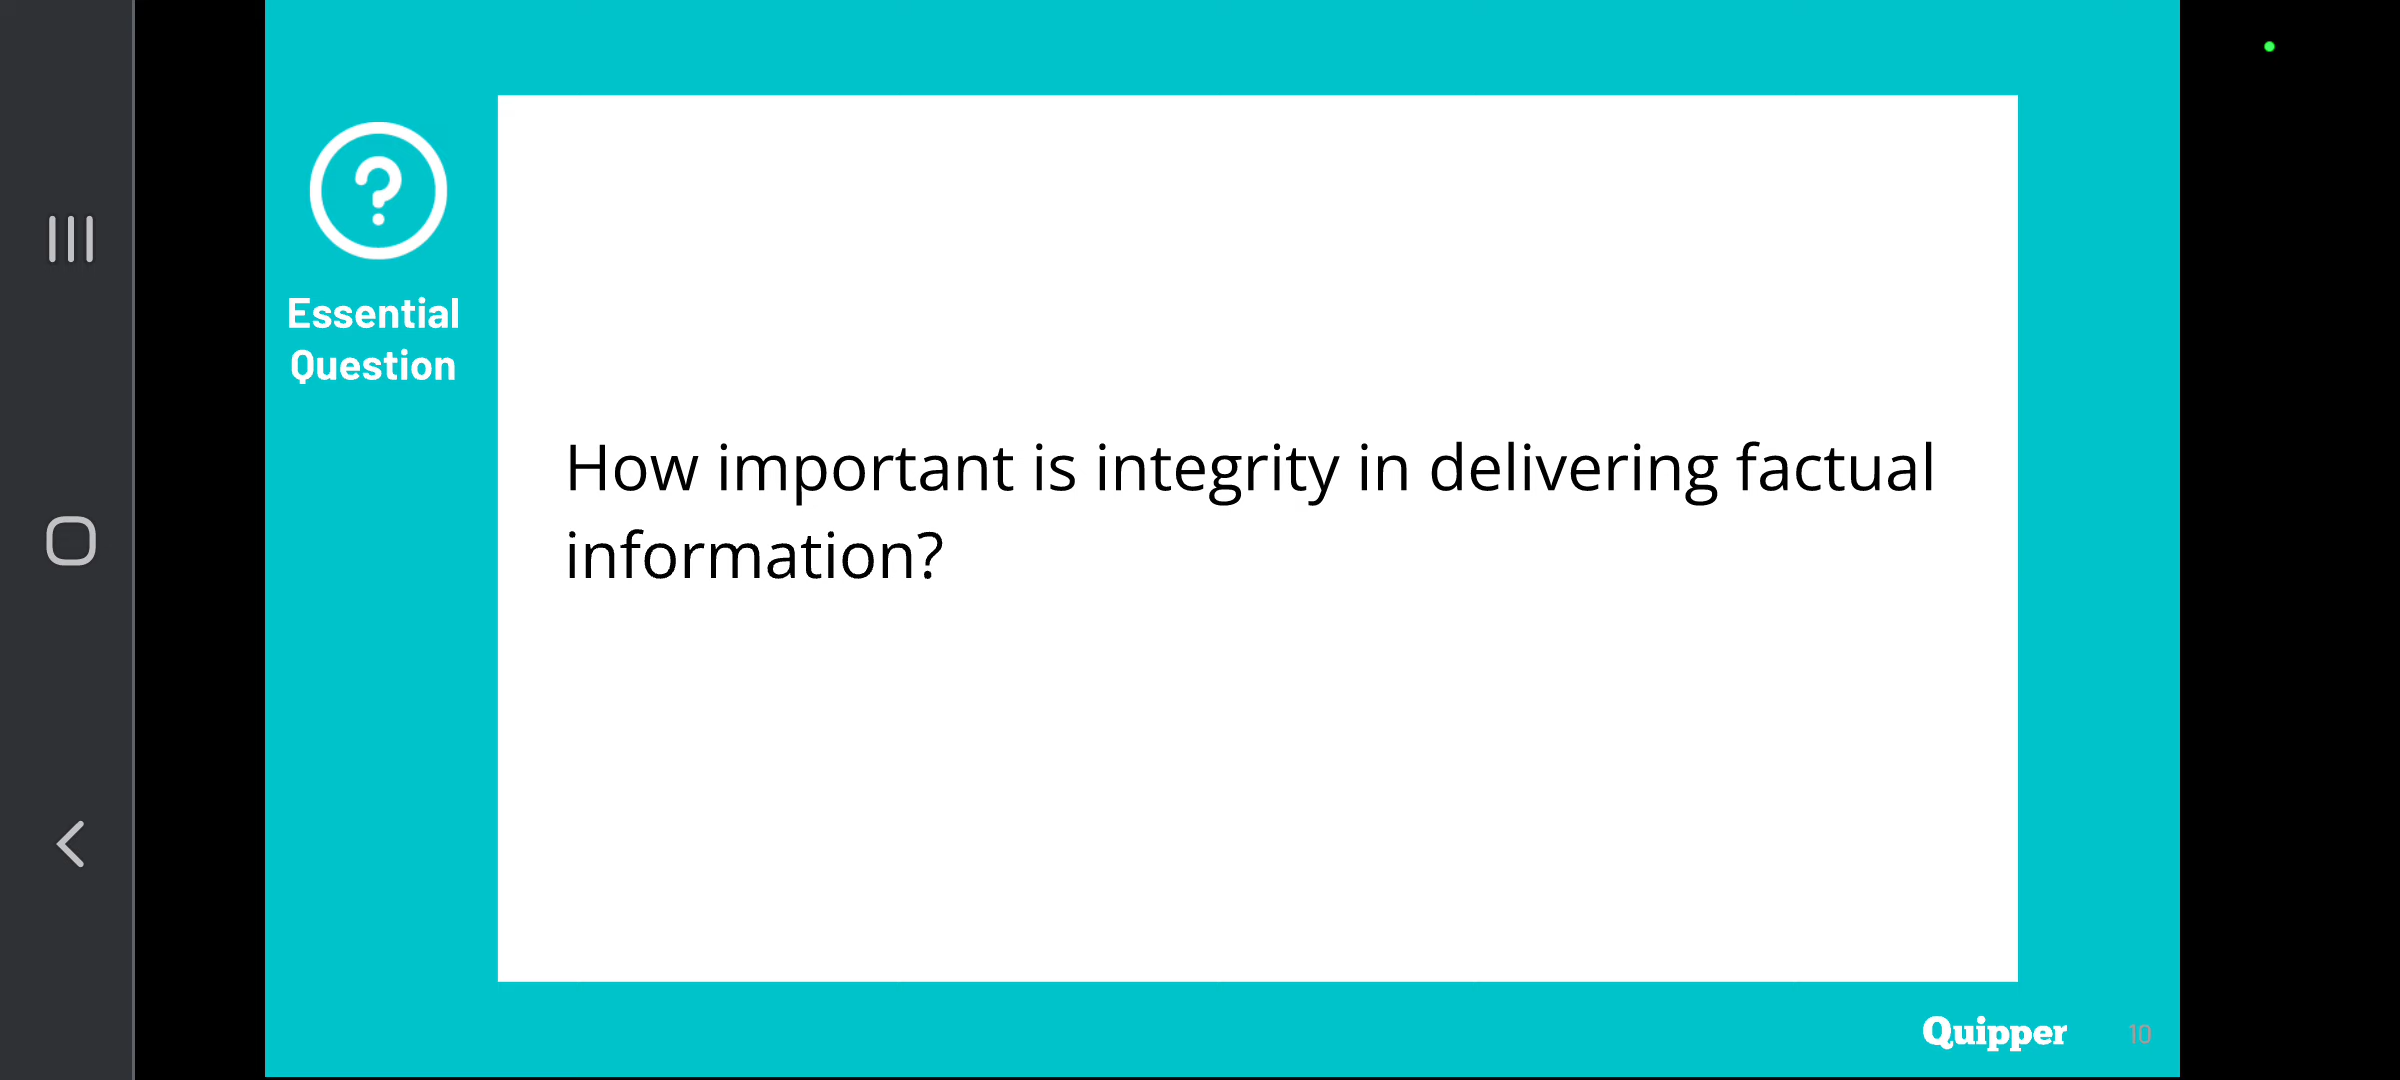 Essential
Question
How important is integrity in delivering factual
information?
Quipper
10